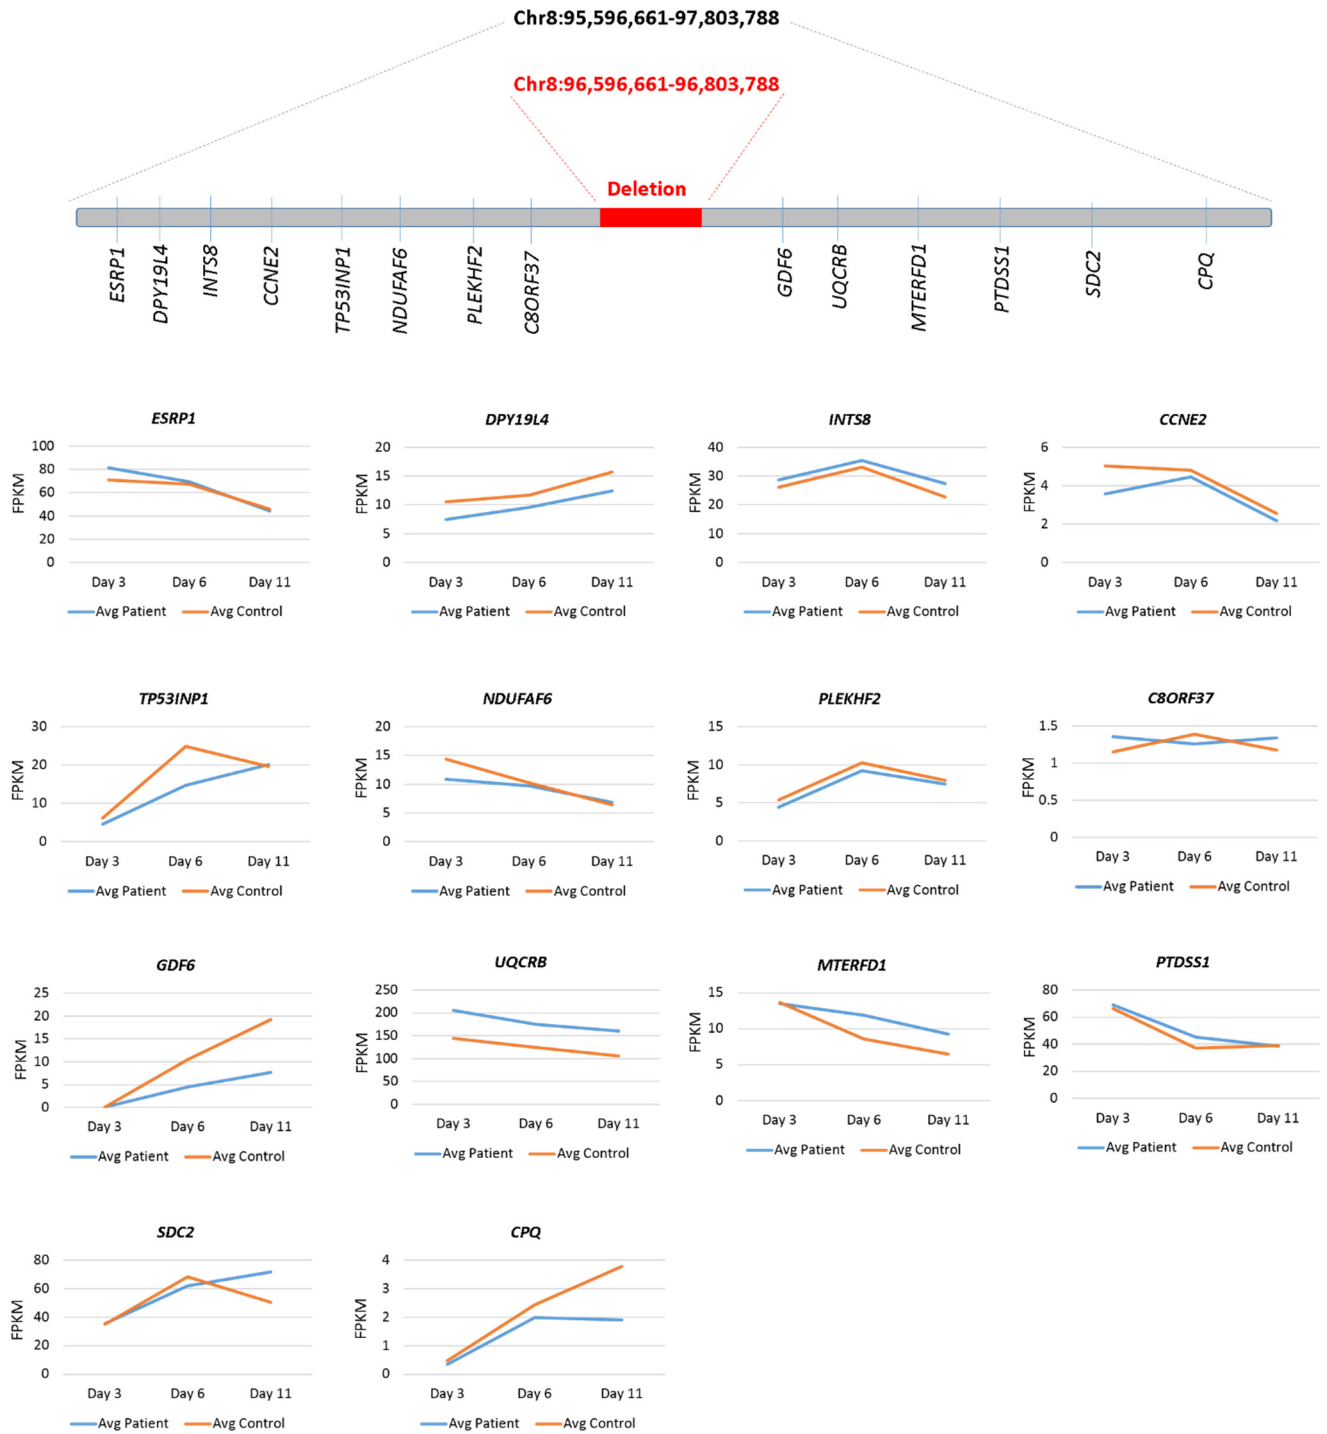 Chr8:95,596,661-97,803,788
Chr8:96,596,661-96,803,788
Deletion
ESRP1 DPY19L4 INTS8 CCNE2 TP53INP1 NDUFAF6 PLEKHF2 C8ORF37 GDF6 UQCRB MTERFD1 PTDSS1 SDC2 CPQ
ESRP1
FPKM
100
80
60
40
20
0
Day 3 Day 6 Day 11
Avg Patient Avg Control
DPY19L4
FPKM
20
15
10
5
0
Day 3 Day 6 Day 11
Avg Patient Avg Control
INTS8
FPKM
40
30
20
10
0
Day 3 Day 6 Day 11
Avg Patient Avg Control
CCNE2
FPKM
6
4
2
0
Day 3 Day 6 Day 11
Avg Patient Avg Control
TP53INP1
FPKM
30
20
10
0
Day 3 Day 6 Day 11
Avg Patient Avg Control
NDUFAF6
FPKM
20
15
10
5
0
Day 3 Day 6 Day 11
Avg Patient Avg Control
PLEKHF2
FPKM
15
10
5
0
Day 3 Day 6 Day 11
Avg Patient Avg Control
C8ORF37
FPKM
1.5
1
0.5
0
Day 3 Day 6 Day 11
Avg Patient Avg Control
GDF6
FPKM
25
20
15
10
5
0
Day 3 Day 6 Day 11
Avg Patient Avg Control
UQCRB
FPKM
250
200
150
100
50
0
Day 3 Day 6 Day 11
Avg Patient Avg Control
MTERFD1
FPKM
15
10
5
0
Day 3 Day 6 Day 11
Avg Patient Avg Control
PTDSS1
FPKM
80
60
40
20
0
Day 3 Day 6 Day 11
Avg Patient Avg Control
SDC2
FPKM
80
60
40
20
0
Day 3 Day 6 Day 11
Avg Patient Avg Control
CPQ
FPKM
4
3
2
1
0
Day 3 Day 6 Day 11
Avg Patient Avg Control